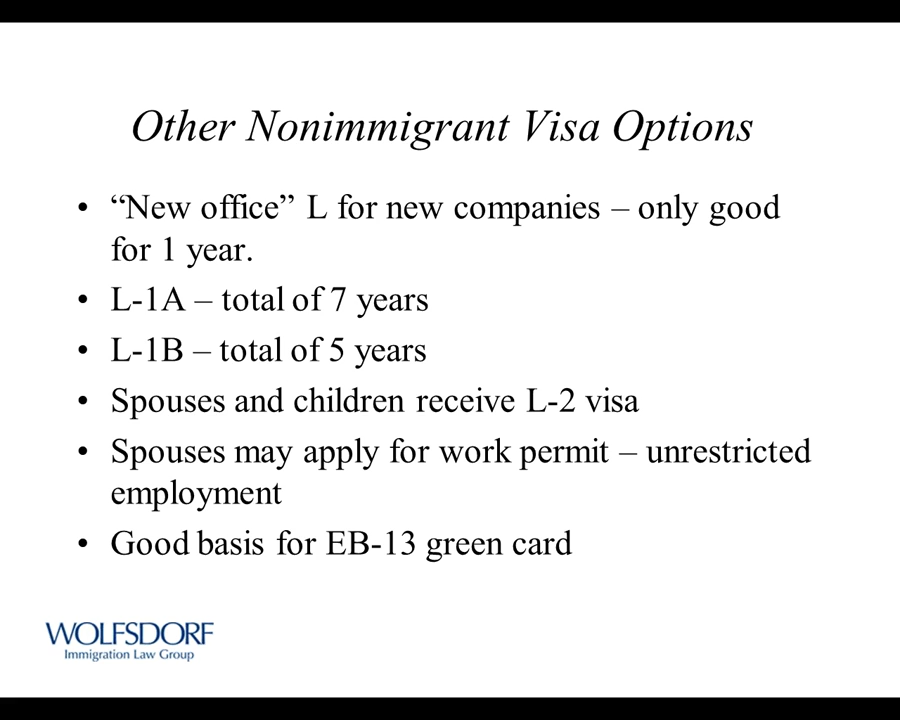 Other Nonimmigrant Visa Options
• “New office” L for new companies – only good
for 1 year.
• L-1A – total of 7 years
• L-1B – total of 5 years
• Spouses and children receive L-2 visa
• Spouses may apply for work permit – unrestricted
employment
• Good basis for EB-13 green card
WOLFSDORF
Immigration Law Group